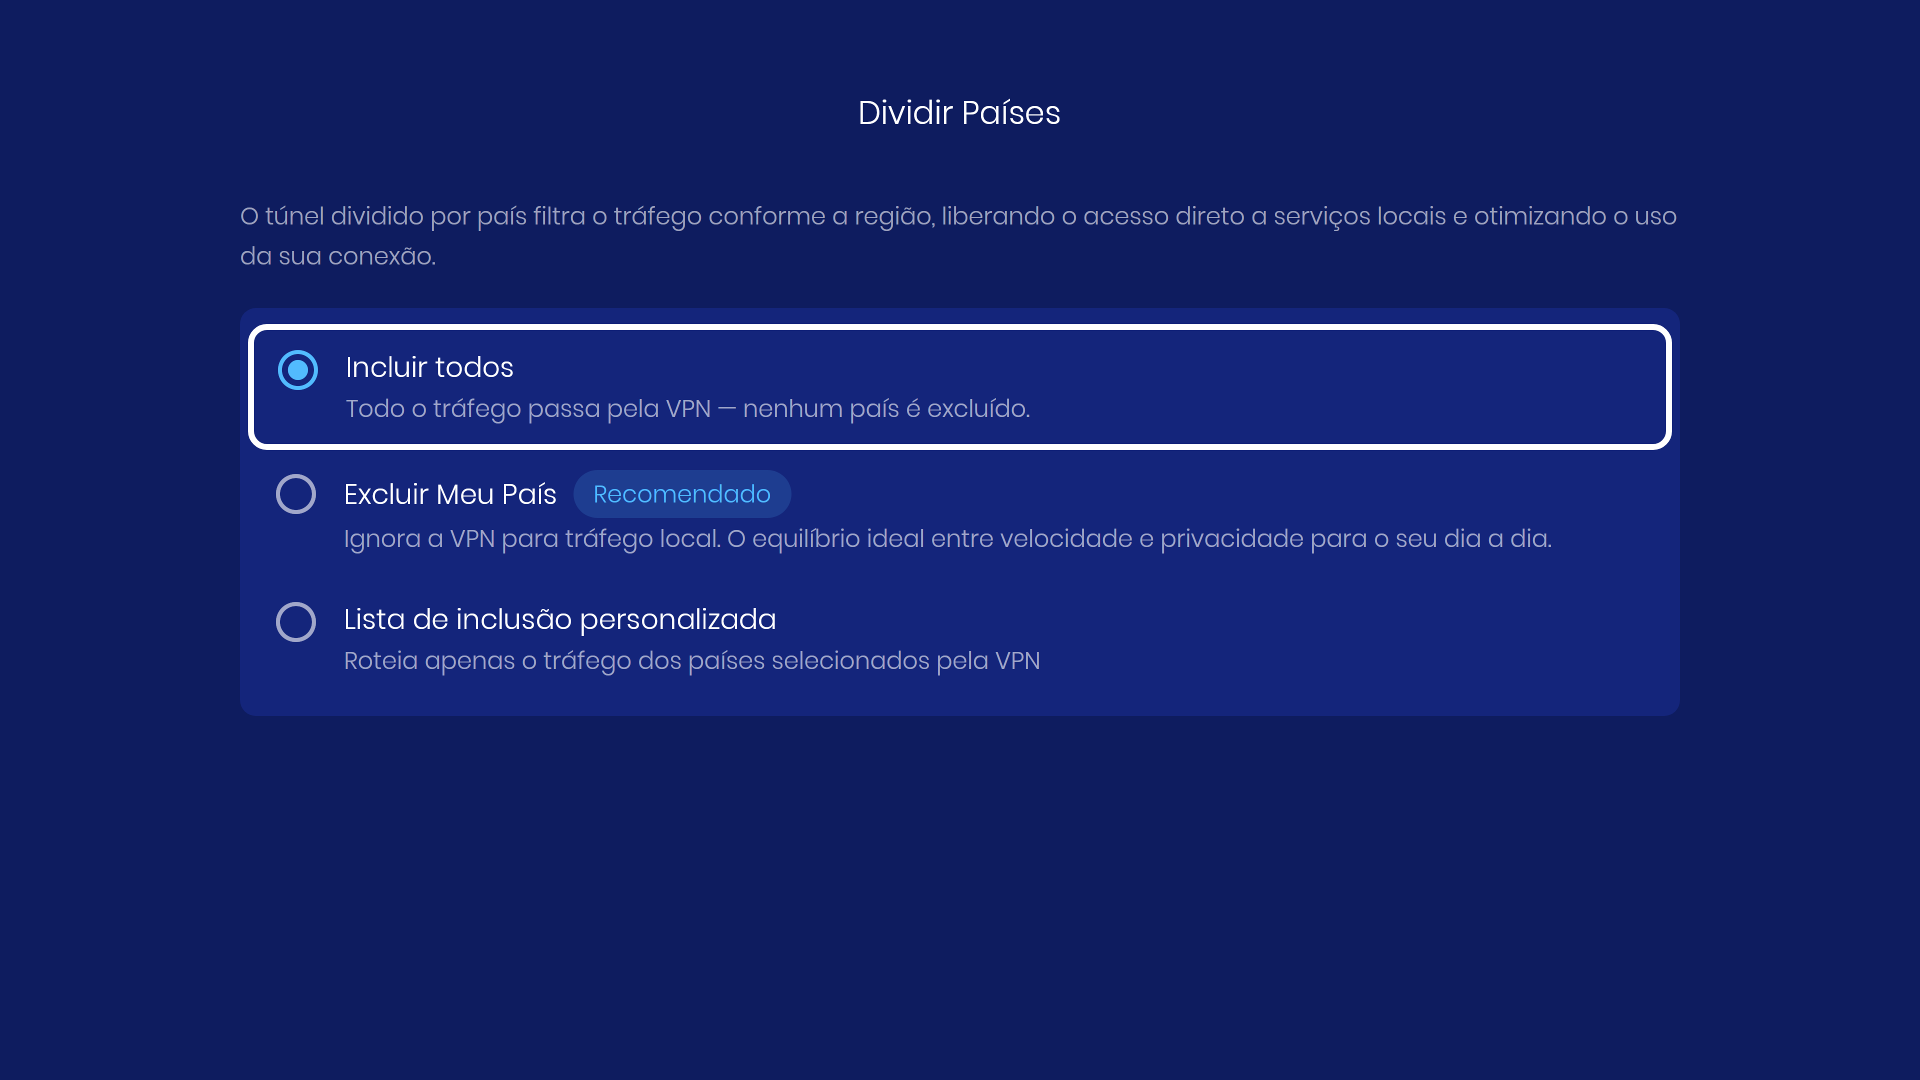 Dividir Países
O túnel dividido por país filtra o tráfego conforme a região, liberando o acesso direto a serviços locais e otimizando o uso
da sua conexão.
Incluir todos
Todo o tráfego passa pela VPN — nenhum país é excluído.
Excluir Meu País Recomendado
Ignora a VPN para tráfego local. O equilíbrio ideal entre velocidade e privacidade para o seu dia a dia.
Lista de inclusão personalizada
Roteia apenas o tráfego dos países selecionados pela VPN